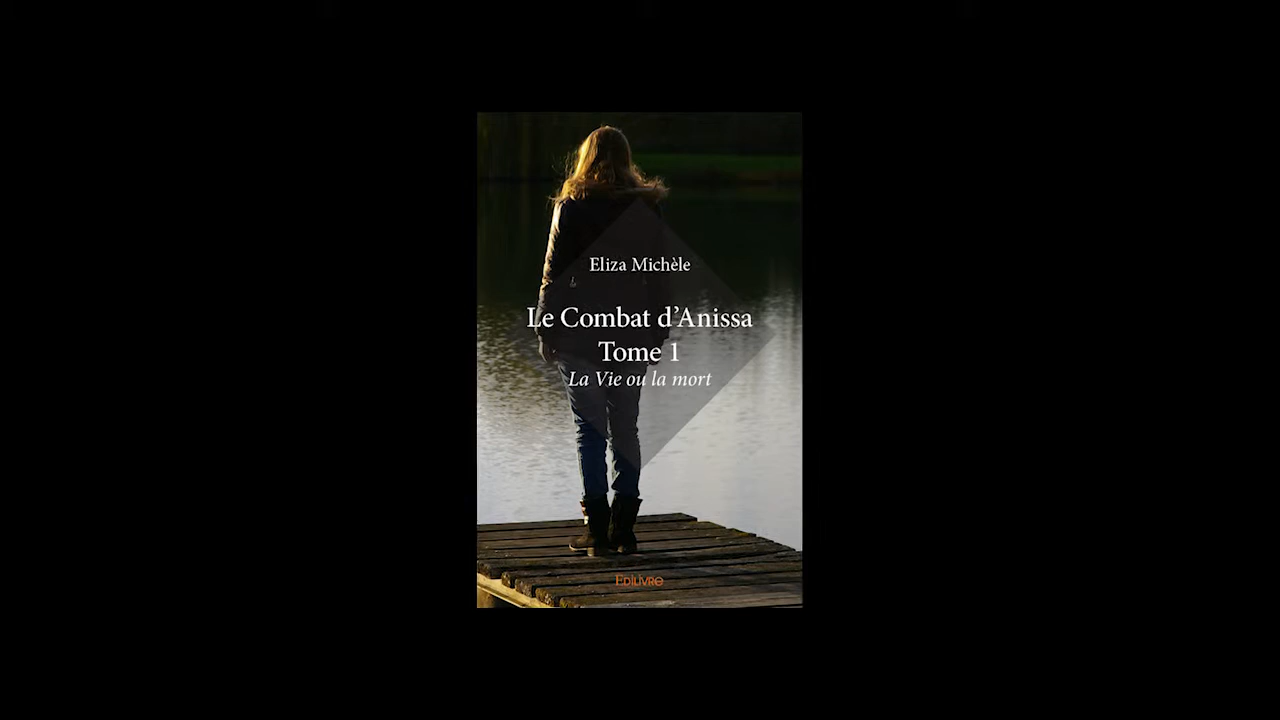 Eliza Michèle
Le Combat d’Anissa
Tome 1
La Vie ou la mort
EDILIVRE